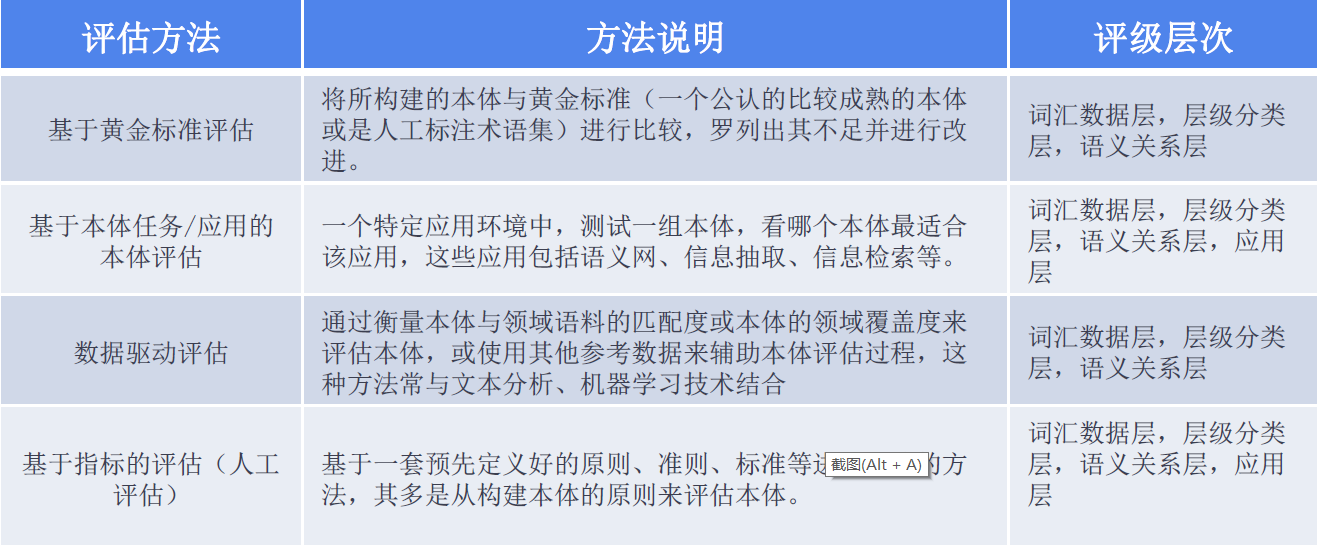 评估方法
方法说明
评级层次
基于黄金标准评估
将所构建的本体与黄金标准（一个公认的比较成熟的本体
或是人工标注术语集）进行比较，罗列出其不足并进行改
进。
词汇数据层，层级分类
层，语义关系层
基于本体任务/应用的
本体评估
一个特定应用环境中，测试一组本体，看哪个本体最适合
该应用，这些应用包括语义网、信息抽取、信息检索等。
词汇数据层，层级分类
层，语义关系层，应用
层
数据驱动评估
通过衡量本体与领域语料的匹配度或本体的领域覆盖度来
评估本体，或使用其他参考数据来辅助本体评估过程，这
种方法常与文本分析、机器学习技术结合
词汇数据层，层级分类
层，语义关系层
基于指标的评估（人工
评估）
基于一套预先定义好的原则、准则、标准等 的方
法，其多是从构建本体的原则来评估本体。
截图(Alt + A)
词汇数据层，层级分类
层，语义关系层，应用
层